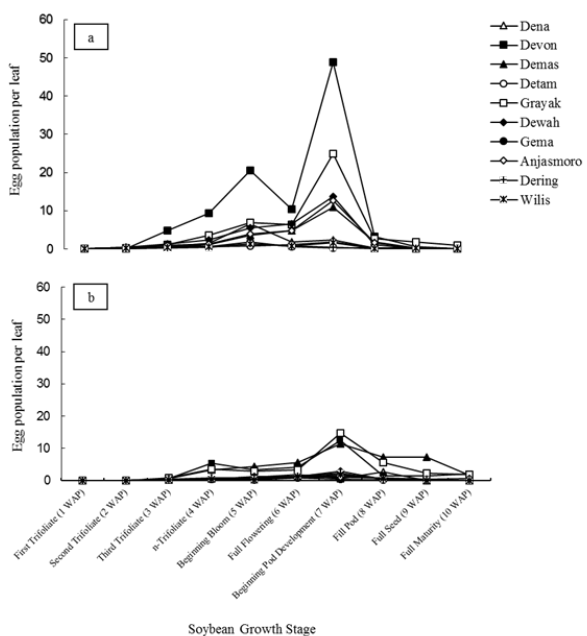 a
Egg population per leaf
60
50
40
30
20
10
0
Dena
Devon
Demas
Detam
Grayak
Dewah
Gema
Anjasmoro
Dering
Wilis
b
Egg population per leaf
60
50
40
30
20
10
0
First Trifoliate (1 WAP)
Second Trifoliate (2 WAP)
Third Trifoliate (3 WAP)
n-Trifoliate (4 WAP)
Beginning Bloom (5 WAP)
Full Flowering (6 WAP)
Beginning Pod Development (7 WAP)
Fill Pod (8 WAP)
Full Seed (9 WAP)
Full Maturity (10 WAP)
Soybean Growth Stage